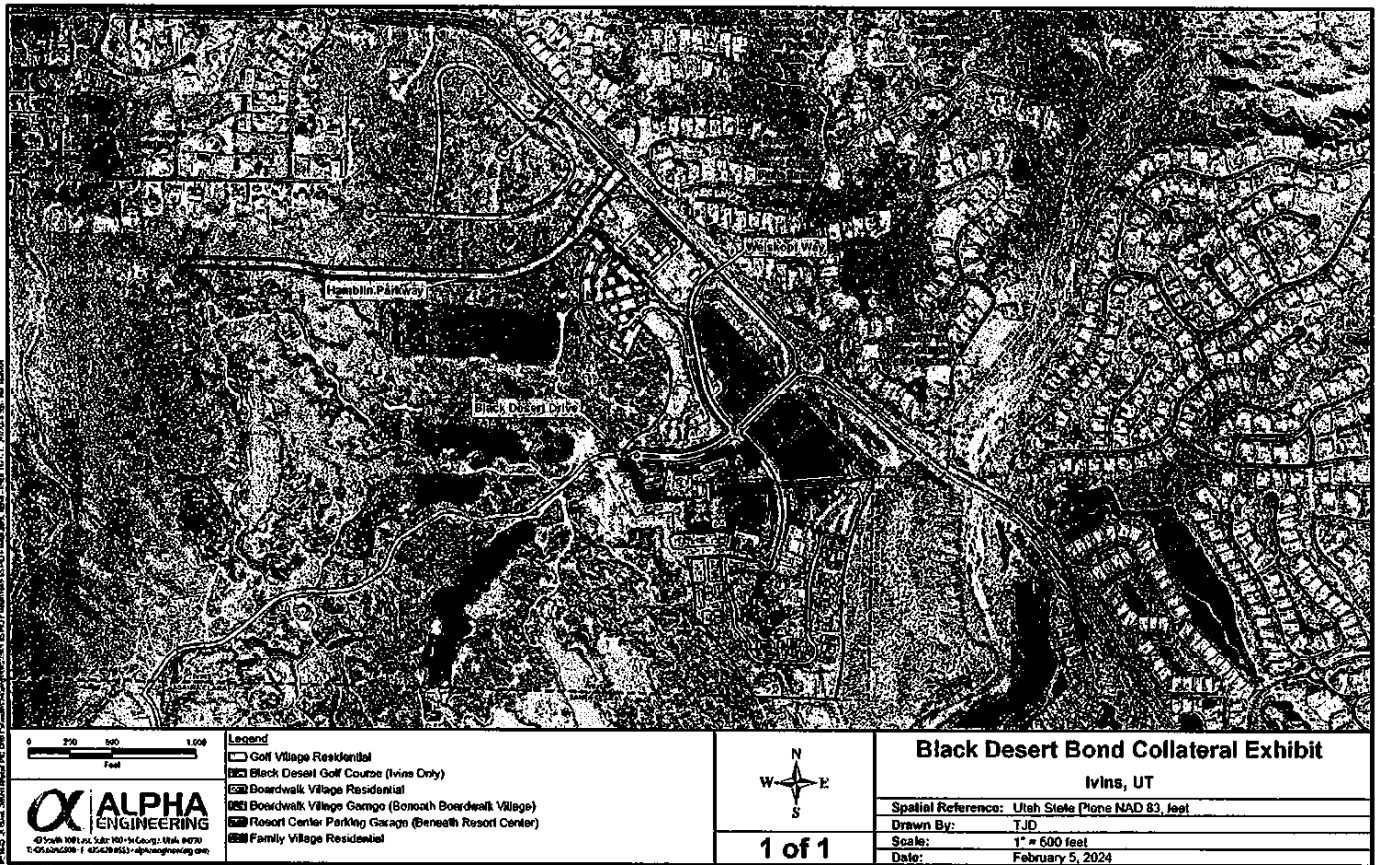 Weiskopf Way
Hamblin Parkway
Black Desert Drive
0 250 500 1,000
Feet
ALPHA
ENGINEERING
Legend
Golf Village Residential
Black Desert Golf Course (Ivins Only)
Boardwalk Village Residential
Boardwalk Village Garage (Beneath Boardwalk Village)
Resort Center Parking Garage (Beneath Resort Center)
Family Village Residential
N
W E
S
1 of 1
Black Desert Bond Collateral Exhibit
Ivins, UT
Spatial Reference: Utah State Plane NAD 83, feet
Drawn By: TJD
Scale: 1" = 500 feet
Date: February 5, 2024